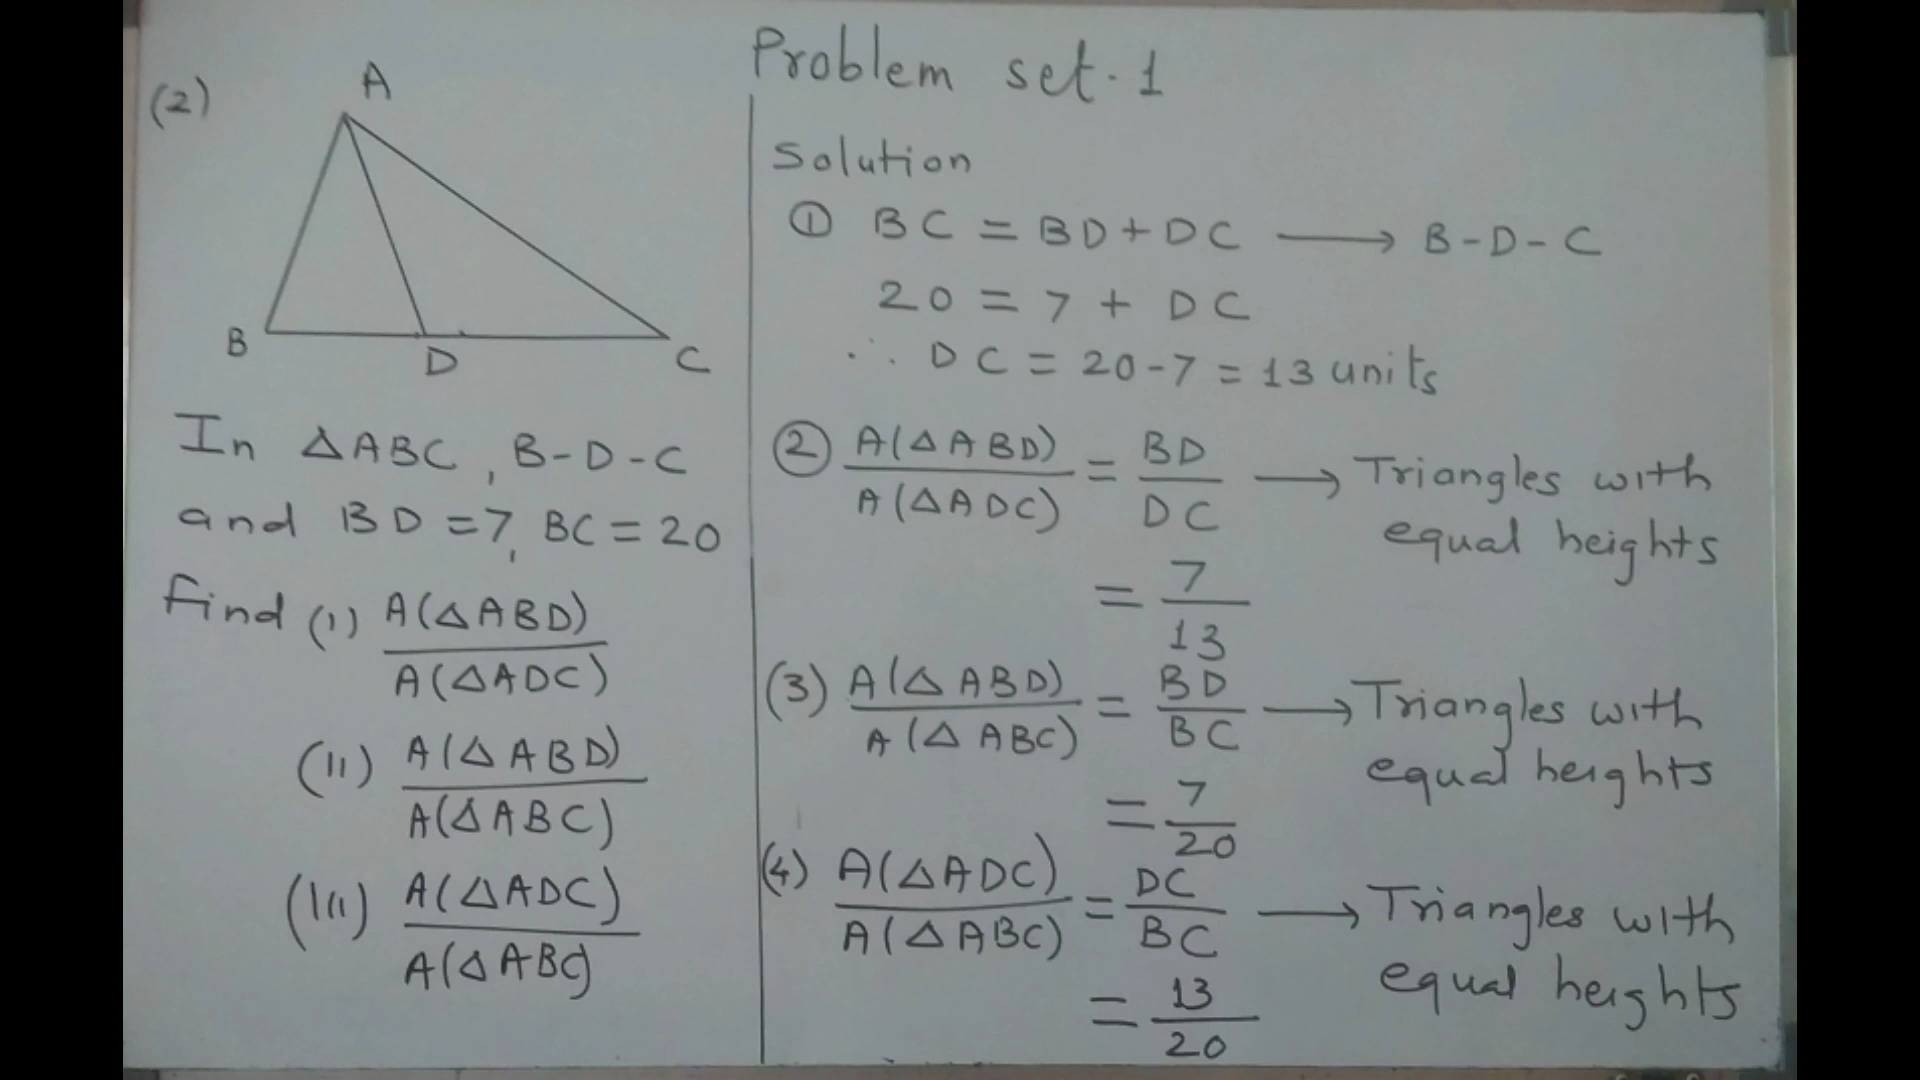 Problem set. 1
(2)
A
B
D
C
In △ABC, B-D-C
and BD=7, BC=20
Find (i) A(△ABD)
A(△ADC)
(ii) A(△ABD)
A(△ABC)
(iii) A(△ADC)
A(△ABC)
Solution
① BC = BD+DC ⟶ B-D-C
20 = 7 + DC
∴ DC = 20-7 = 13 units
② A(△ABD) = BD ⟶ Triangles with
A(△ADC) DC equal heights
= 7
13
(3) A(△ABD) = BD ⟶ Triangles with
A(△ABC) BC equal heights
= 7
20
(4) A(△ADC) = DC ⟶ Triangles with
A(△ABC) BC equal heights
= 13
20